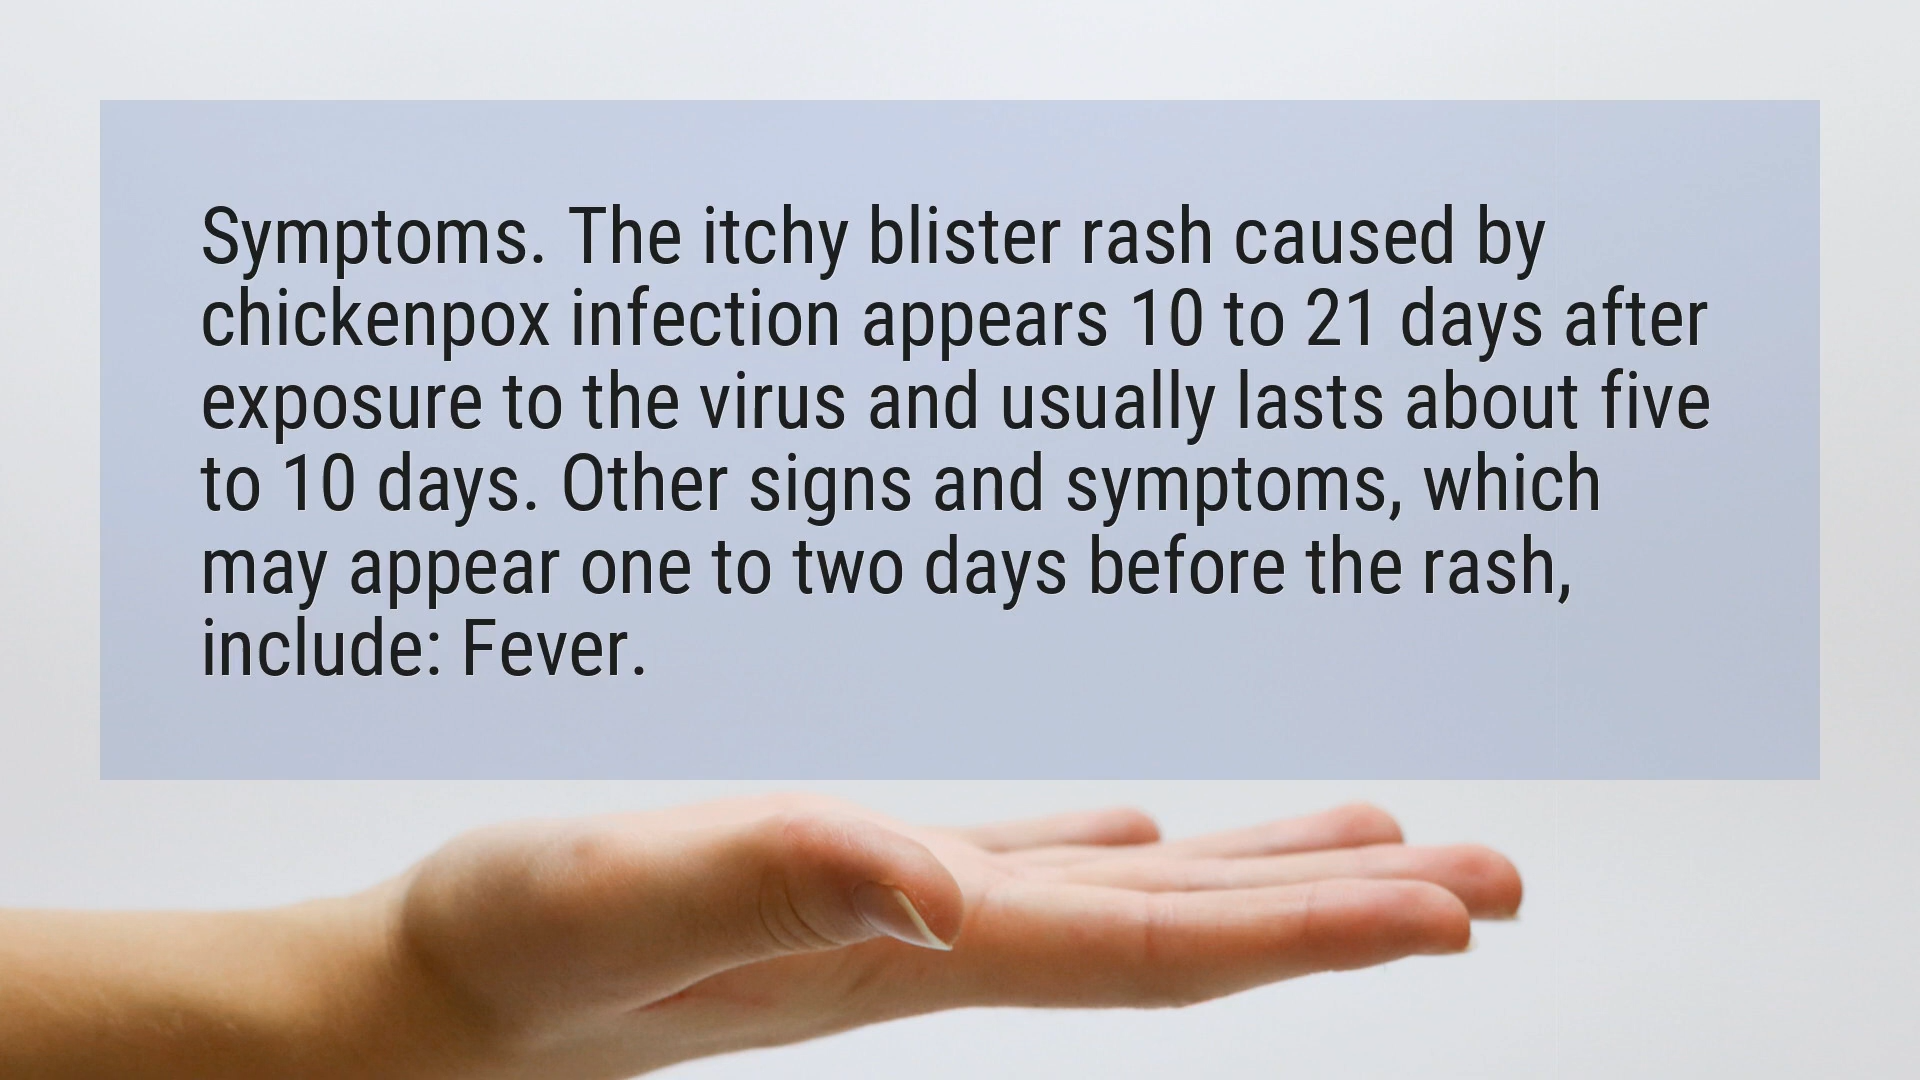 Symptoms. The itchy blister rash caused by
chickenpox infection appears 10 to 21 days after
exposure to the virus and usually lasts about five
to 10 days. Other signs and symptoms, which
may appear one to two days before the rash,
include: Fever.